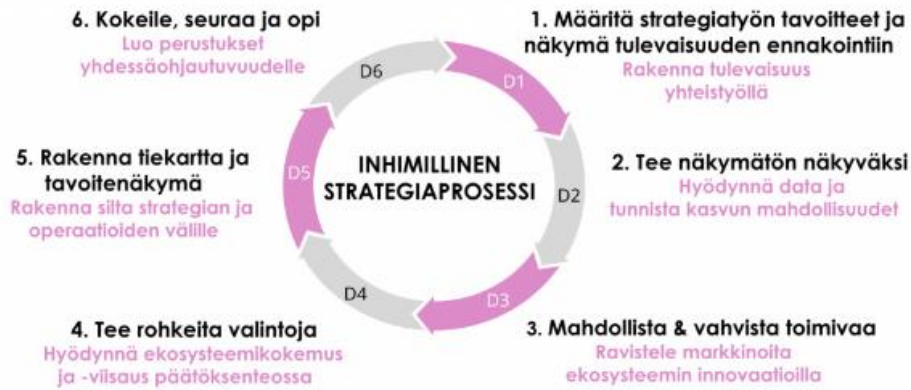 6. Kokeile, seuraa ja opi
Luo perustukset
yhdessäohjautuvuudelle
1. Määritä strategiatyön tavoitteet ja
näkymä tulevaisuuden ennakointiin
Rakenna tulevaisuus
yhteistyöllä
D6
D1
5. Rakenna tiekartta ja
tavoitenäkymä
Rakenna silta strategian ja
operaatioiden välille
D5
INHIMILLINEN
STRATEGIAPROSESSI
D2
2. Tee näkymätön näkyväksi
Hyödynnä data ja
tunnista kasvun mahdollisuudet
D4
D3
4. Tee rohkeita valintoja
Hyödynnä ekosysteemikokemus
ja -viisaus päätöksenteossa
3. Mahdollista & vahvista toimivaa
Ravistele markkinoita
ekosysteemin innovaatioilla